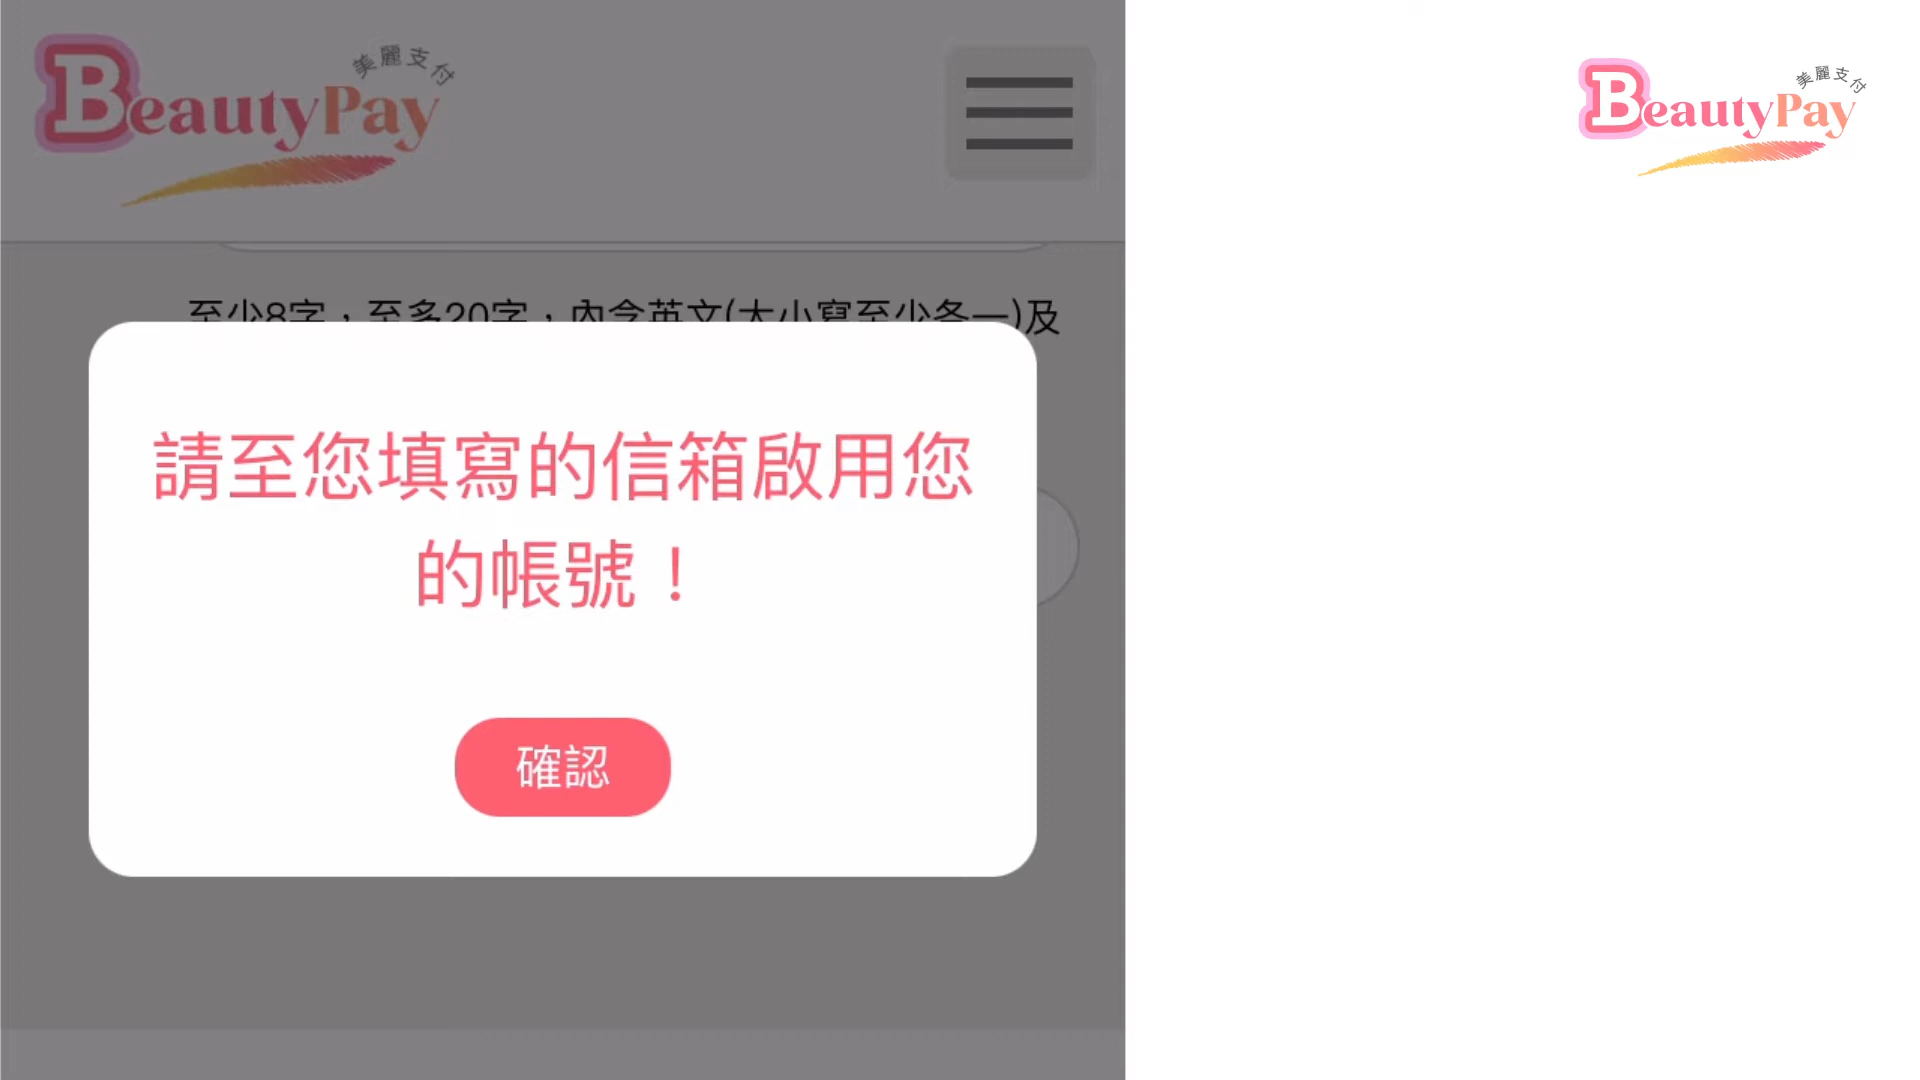 BeautyPay
美麗支付
BeautyPay
美麗支付
至少8字，至多20字，內含英文(大小寫至少各一)及
請至您填寫的信箱啟用您
的帳號！
確認